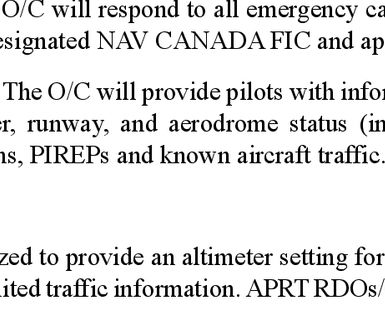 O/C will respond to all emergency ca
esignated NAV CANADA FIC and ap
The O/C will provide pilots with infor
er, runway, and aerodrome status (in
ns, PIREPs and known aircraft traffic.
zed to provide an altimeter setting for
ited traffic information. APRT RDOs/